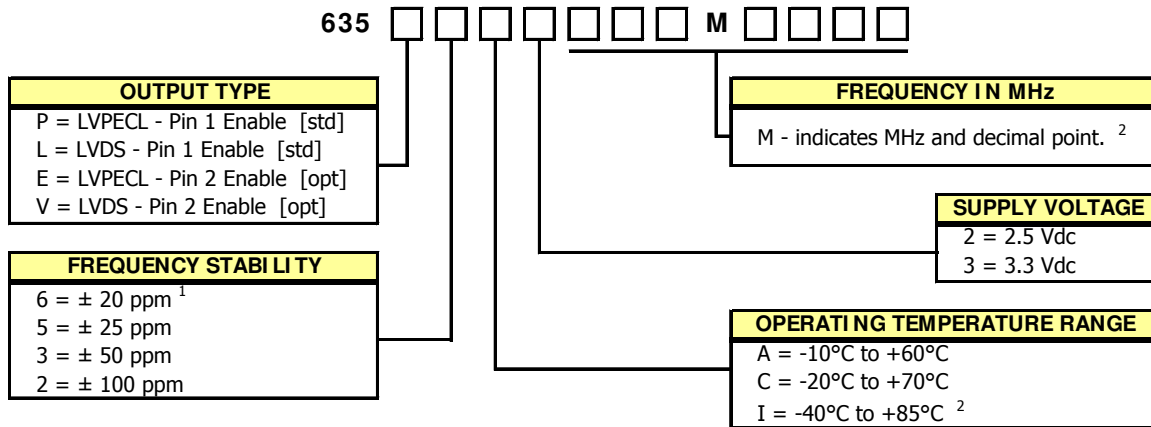 635 M
OUTPUT TYPE
P = LVPECL - Pin 1 Enable [std]
L = LVDS - Pin 1 Enable [std]
E = LVPECL - Pin 2 Enable [opt]
V = LVDS - Pin 2 Enable [opt]
FREQUENCY STABILITY
6 = ± 20 ppm 1
5 = ± 25 ppm
3 = ± 50 ppm
2 = ± 100 ppm
FREQUENCY IN MHz
M - indicates MHz and decimal point. 2
SUPPLY VOLTAGE
2 = 2.5 Vdc
3 = 3.3 Vdc
OPERATING TEMPERATURE RANGE
A = -10°C to +60°C
C = -20°C to +70°C
I = -40°C to +85°C 2